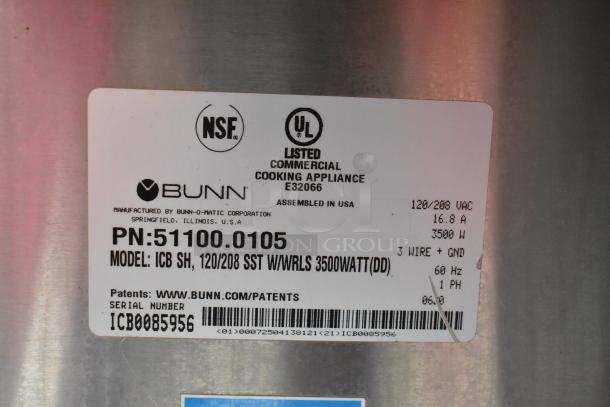 NSF®
UL®
LISTED
COMMERCIAL
COOKING APPLIANCE
E32066
ASSEMBLED IN USA
BUNN®
MANUFACTURED BY BUNN-O-MATIC CORPORATION
SPRINGFIELD, ILLINOIS, U.S.A
PN:51100.0105
MODEL: ICB SH, 120/208 SST W/WRLS 3500WATT(DD)
120/208 VAC
16.8 A
3500 W
3 WIRE + GND
60 Hz
1 PH
Patents: WWW.BUNN.COM/PATENTS
SERIAL NUMBER
ICB0085956
(01)00072504138121(21)ICB0085956
GROUP